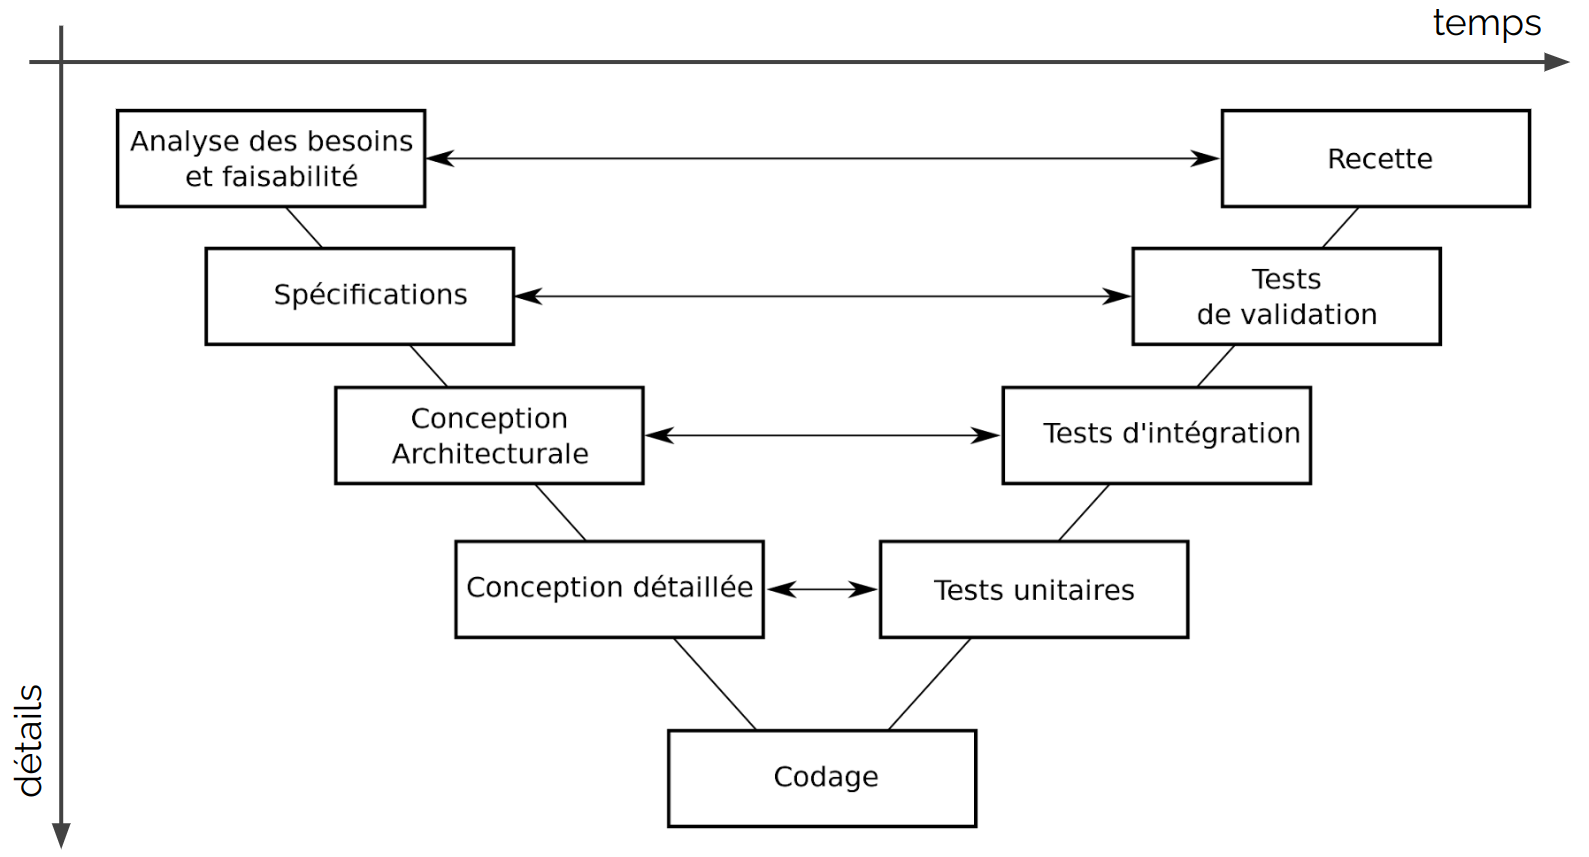 temps
Analyse des besoins
et faisabilité
Recette
Spécifications
Tests
de validation
Conception
Architecturale
Tests d'intégration
Conception détaillée
Tests unitaires
Codage
détails